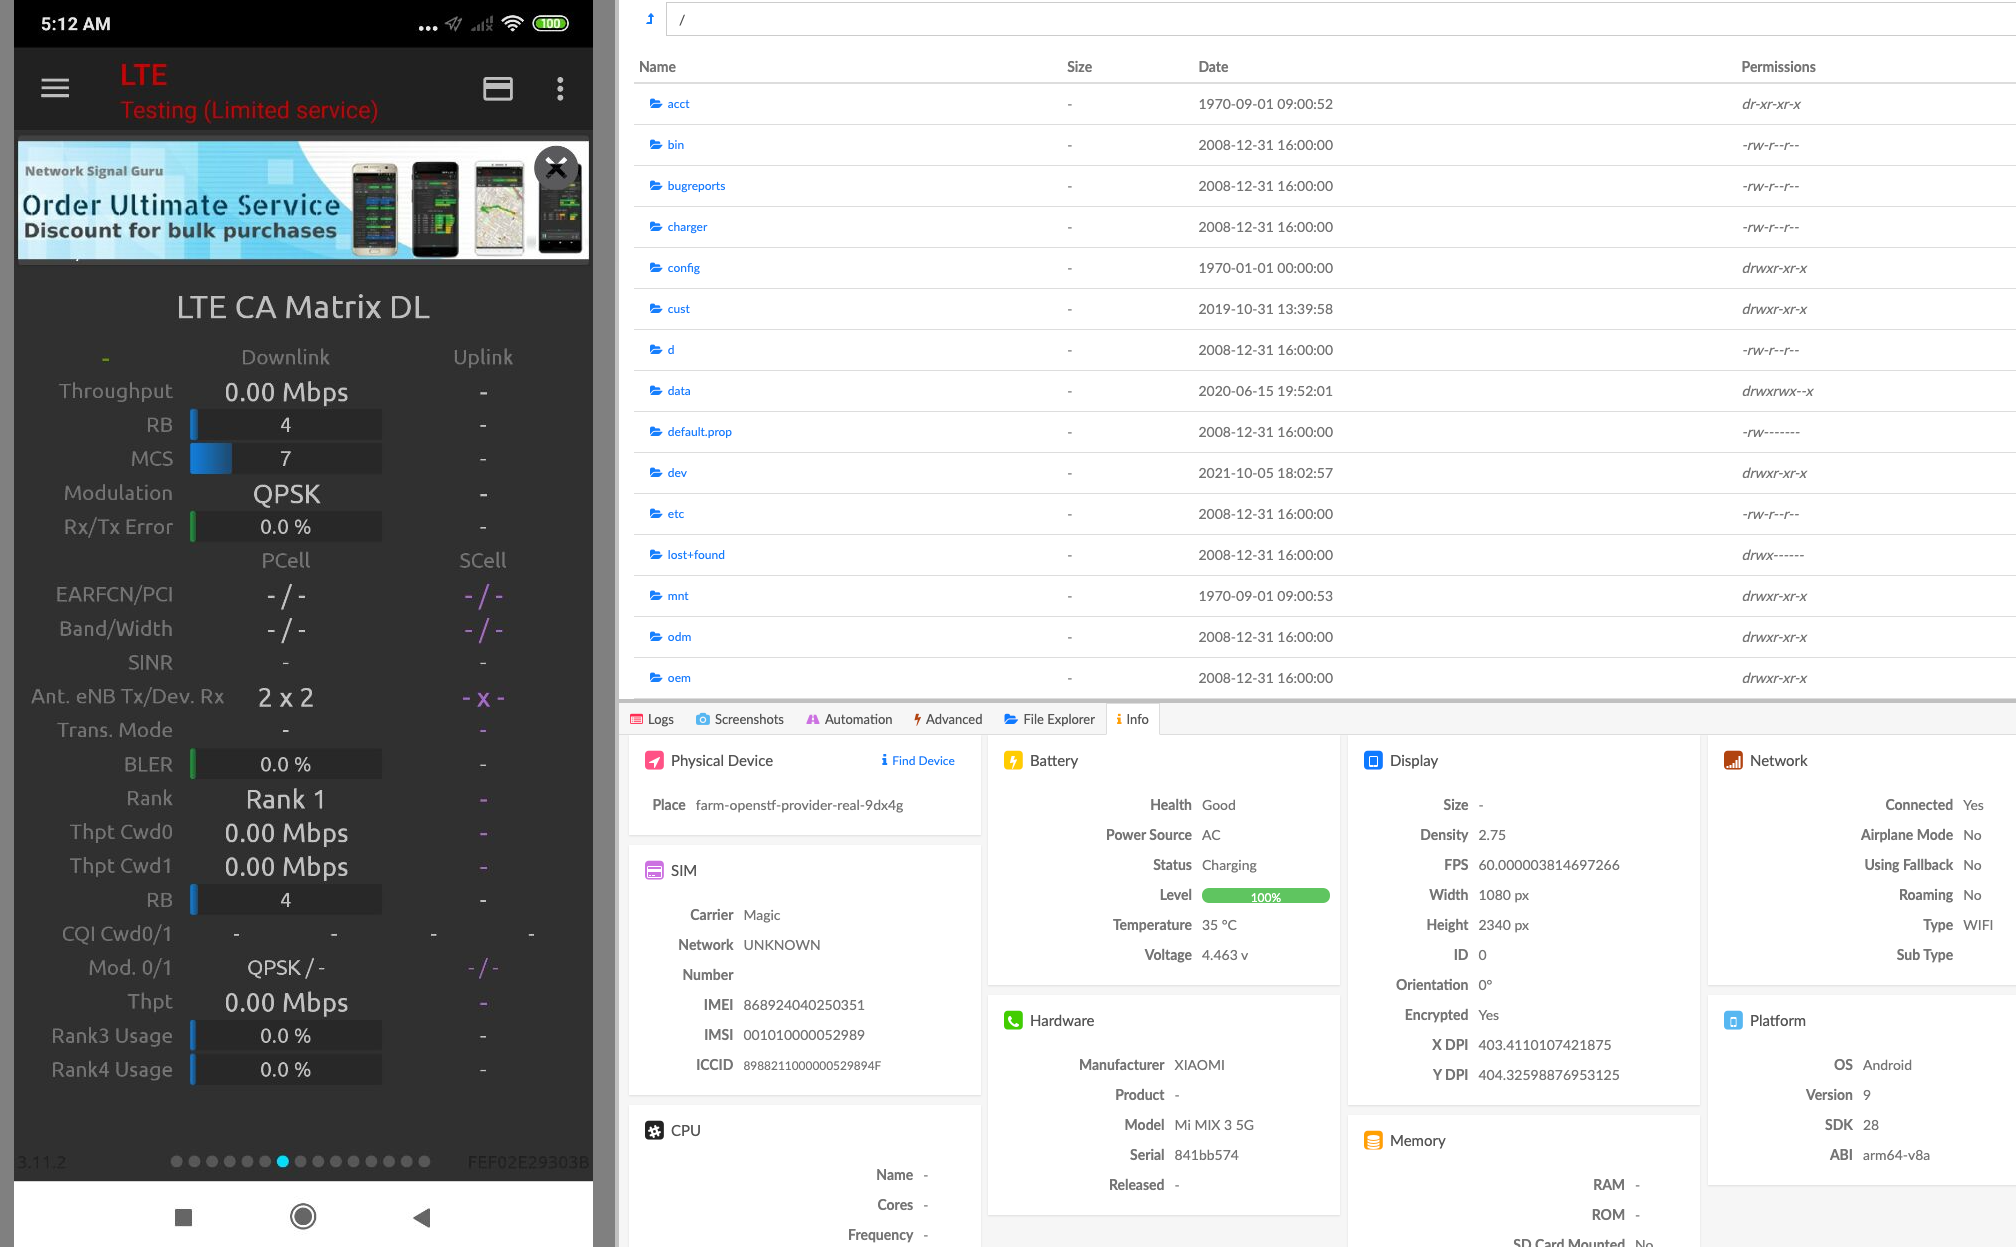 5:12 AM
100
LTE
Testing (Limited service)
Network Signal Guru
Order Ultimate Service
Discount for bulk purchases
LTE CA Matrix DL
- Downlink Uplink
Throughput 0.00 Mbps -
RB 4 -
MCS 7 -
Modulation QPSK -
Rx/Tx Error 0.0 % -
PCell SCell
EARFCN/PCI - / - - / -
Band/Width - / - - / -
SINR - -
Ant. eNB Tx/Dev. Rx 2 x 2 - x -
Trans. Mode - -
BLER 0.0 % -
Rank Rank 1 -
Thpt Cwd0 0.00 Mbps -
Thpt Cwd1 0.00 Mbps -
RB 4 -
CQI Cwd0/1 - - - -
Mod. 0/1 QPSK / - - / -
Thpt 0.00 Mbps -
Rank3 Usage 0.0 % -
Rank4 Usage 0.0 % -
3.11.2 FEF02E29303B
/
Name Size Date Permissions
acct - 1970-09-01 09:00:52 dr-xr-xr-x
bin - 2008-12-31 16:00:00 -rw-r--r--
bugreports - 2008-12-31 16:00:00 -rw-r--r--
charger - 2008-12-31 16:00:00 -rw-r--r--
config - 1970-01-01 00:00:00 drwxr-xr-x
cust - 2019-10-31 13:39:58 drwxr-xr-x
d - 2008-12-31 16:00:00 -rw-r--r--
data - 2020-06-15 19:52:01 drwxrwx--x
default.prop - 2008-12-31 16:00:00 -rw-------
dev - 2021-10-05 18:02:57 drwxr-xr-x
etc - 2008-12-31 16:00:00 -rw-r--r--
lost+found - 2008-12-31 16:00:00 drwx------
mnt - 1970-09-01 09:00:53 drwxr-xr-x
odm - 2008-12-31 16:00:00 drwxr-xr-x
oem - 2008-12-31 16:00:00 drwxr-xr-x
Logs Screenshots Automation Advanced File Explorer Info
Physical Device Find Device
Place farm-openstf-provider-real-9dx4g
SIM
Carrier Magic
Network UNKNOWN
Number
IMEI 868924040250351
IMSI 001010000052989
ICCID 8988211000000529894F
CPU
Name -
Cores -
Frequency -
Battery
Health Good
Power Source AC
Status Charging
Level 100%
Temperature 35 °C
Voltage 4.463 v
Hardware
Manufacturer XIAOMI
Product -
Model Mi MIX 3 5G
Serial 841bb574
Released -
Display
Size -
Density 2.75
FPS 60.000003814697266
Width 1080 px
Height 2340 px
ID 0
Orientation 0°
Encrypted Yes
X DPI 403.4110107421875
Y DPI 404.32598876953125
Memory
RAM -
ROM -
SD Card Mounted No
Network
Connected Yes
Airplane Mode No
Using Fallback No
Roaming No
Type WIFI
Sub Type
Platform
OS Android
Version 9
SDK 28
ABI arm64-v8a